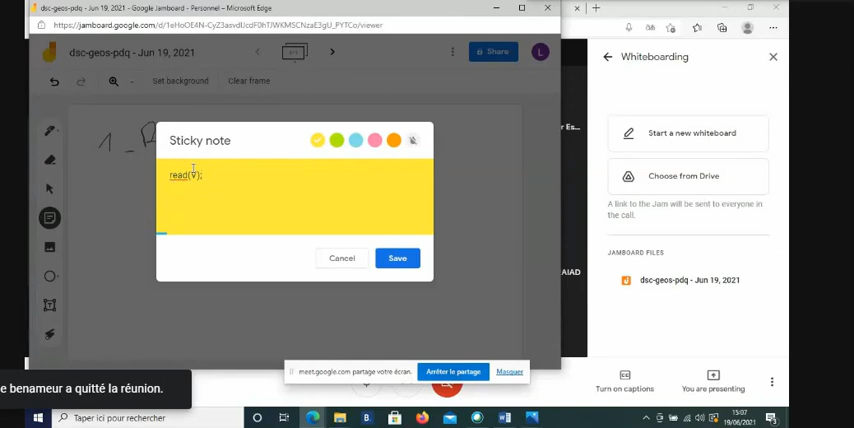 dsc-geos-pdq - Jun 19, 2021 - Google Jamboard - Personnel – Microsoft Edge
https://jamboard.google.com/d/1eHoOE4N-CyZ3asvdUcdF0hTJWKMSCNzaE3gU_PYTCo/viewer
dsc-geos-pdq - Jun 19, 2021
Share
L
Set background
Clear frame
1
Sticky note
read(v);
Cancel
Save
Whiteboarding
Start a new whiteboard
Choose from Drive
A link to the Jam will be sent to everyone in
the call.
JAMBOARD FILES
dsc-geos-pdq - Jun 19, 2021
r Es...
AIAD
meet.google.com partage votre écran.
Arrêter le partage
Masquer
e benameur a quitté la réunion.
Turn on captions
You are presenting
Taper ici pour rechercher
15:07
19/06/2021
3